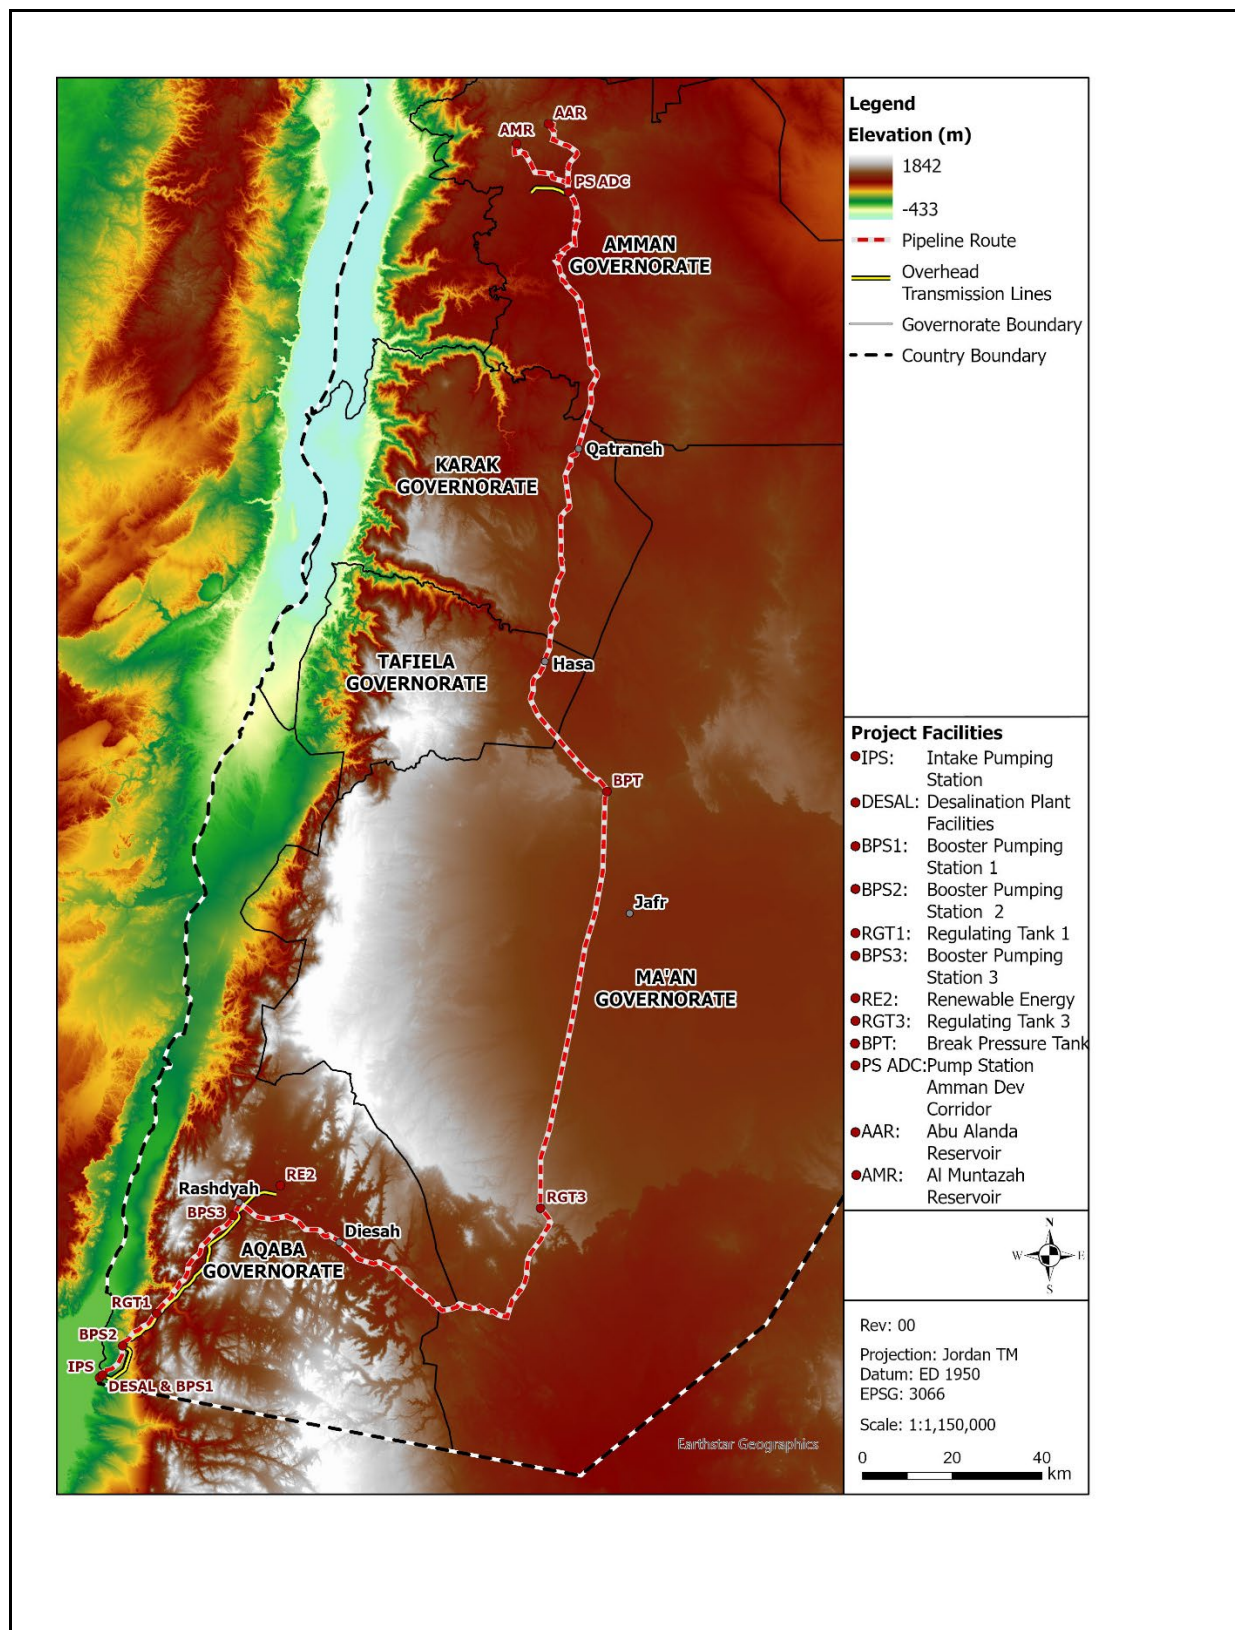 AAR
AMR
PS ADC
AMMAN
GOVERNORATE
Qatraneh
KARAK
GOVERNORATE
TAFIELA
GOVERNORATE
Hasa
BPT
Jafr
MA'AN
GOVERNORATE
RE2
Rashdyah
BPS3
RGT3
Diesah
AQABA
GOVERNORATE
RGT1
BPS2
IPS
DESAL & BPS1
Earthstar Geographics
Legend
Elevation (m)
1842
-433
Pipeline Route
Overhead
Transmission Lines
Governorate Boundary
Country Boundary
Project Facilities
IPS: Intake Pumping
Station
DESAL: Desalination Plant
Facilities
BPS1: Booster Pumping
Station 1
BPS2: Booster Pumping
Station 2
RGT1: Regulating Tank 1
BPS3: Booster Pumping
Station 3
RE2: Renewable Energy
RGT3: Regulating Tank 3
BPT: Break Pressure Tank
PS ADC: Pump Station
Amman Dev
Corridor
AAR: Abu Alanda
Reservoir
AMR: Al Muntazah
Reservoir
N
W E
S
Rev: 00
Projection: Jordan TM
Datum: ED 1950
EPSG: 3066
Scale: 1:1,150,000
0 20 40
km